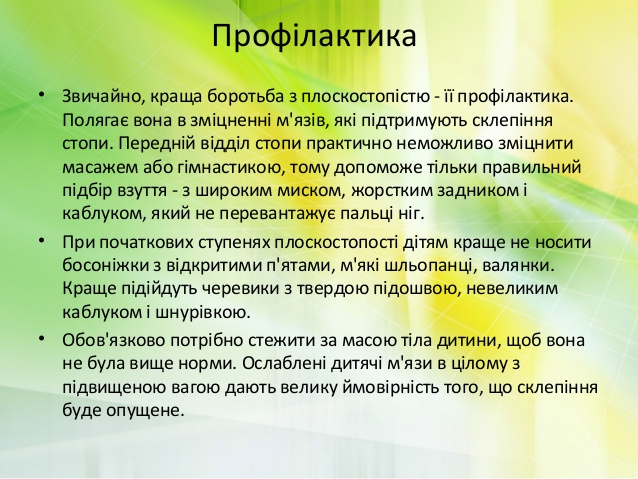 Профілактика
• Звичайно, краща боротьба з плоскостопістю - її профілактика.
Полягає вона в зміцненні м'язів, які підтримують склепіння
стопи. Передній відділ стопи практично неможливо зміцнити
масажем або гімнастикою, тому допоможе тільки правильний
підбір взуття - з широким миском, жорстким задником і
каблуком, який не перевантажує пальці ніг.
• При початкових ступенях плоскостопості дітям краще не носити
босоніжки з відкритими п'ятами, м'які шльопанці, валянки.
Краще підійдуть черевики з твердою підошвою, невеликим
каблуком і шнурівкою.
• Обов'язково потрібно стежити за масою тіла дитини, щоб вона
не була вище норми. Ослаблені дитячі м'язи в цілому з
підвищеною вагою дають велику ймовірність того, що склепіння
буде опущене.